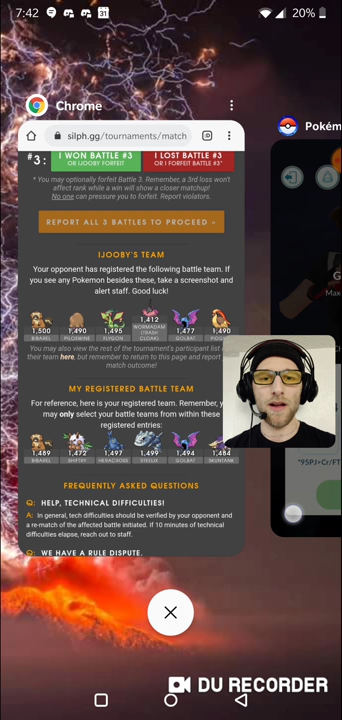 7:42
31
20%
Chrome
silph.gg/tournaments/match
Pokém
#3:
I WON BATTLE #3
OR IJOOBY FORFEIT
I LOST BATTLE #3
OR I FORFEIT BATTLE #3*
* You may optionally forfeit Battle 3. Remember, a 3rd loss won't
affect rank while a win will show a closer matchup!
No one can pressure you to forfeit. Report violators.
REPORT ALL 3 BATTLES TO PROCEED
IJOOBY'S TEAM
Your opponent has registered the following battle team. If
you see any Pokemon besides these, take a screenshot and
alert staff. Good luck!
1,500
1,490
1,495
1,412
1,477
1,490
BIBAREL
PILOSWINE
FLYGON
WORMADAM
(TRASH
CLOAK)
GOLBAT
You may also view the rest of the tournament's participant
their team here, but remember to return to this page and report
match outcome!
MY REGISTERED BATTLE TEAM
For reference, here is your registered team. Remember,
may only select your battle teams from within these
registered entries:
1,489
1,472
1,497
1,499
1,494
1,484
BIBAREL
SHIFTRY
HERACROSS
STEELIX
GOLBAT
SKUNTANK
FREQUENTLY ASKED QUESTIONS
Q: HELP, TECHNICAL DIFFICULTIES!
A: In general, tech difficulties should be verified by your opponent and
a re-match of the affected battle initiated. If 10 minutes of technical
difficulties elapse, reach out to staff.
Q: WE HAVE A RULE DISPUTE.
G
Max
DU RECORDER